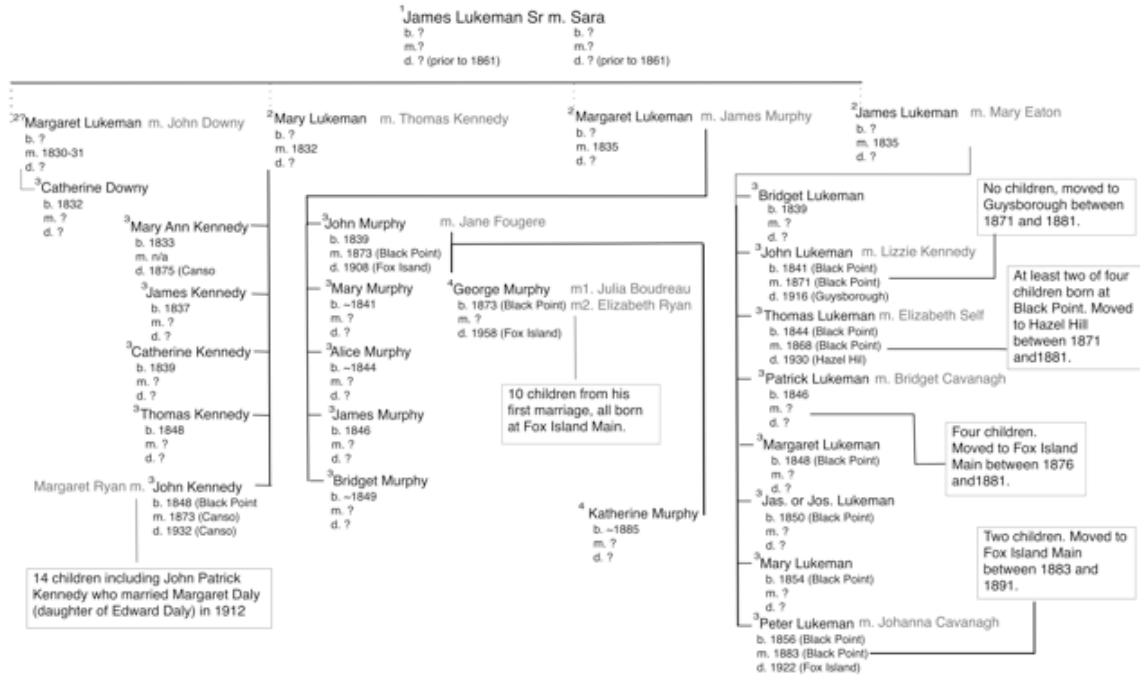 1James Lukeman Sr m. Sara
b. ? b. ?
m.? m.?
d. ? (prior to 1861) d. ? (prior to 1861)
2?Margaret Lukeman m. John Downy
b. ?
m. 1830-31
d. ?
3Catherine Downy
b. 1832
m. ?
d. ?
2Mary Lukeman m. Thomas Kennedy
b. ?
m. 1832
d. ?
3Mary Ann Kennedy
b. 1833
m. n/a
d. 1875 (Canso
3James Kennedy
b. 1837
m. ?
d. ?
3Catherine Kennedy
b. 1839
m. ?
d. ?
3Thomas Kennedy
b. 1848
m. ?
d. ?
Margaret Ryan m. 3John Kennedy
b. 1848 (Black Point
m. 1873 (Canso)
d. 1932 (Canso)
14 children including John Patrick
Kennedy who married Margaret Daly
(daughter of Edward Daly) in 1912
2Margaret Lukeman m. James Murphy
b. ?
m. 1835
d. ?
3John Murphy m. Jane Fougere
b. 1839
m. 1873 (Black Point)
d. 1908 (Fox Isand)
3Mary Murphy
b. ~1841
m. ?
d. ?
3Alice Murphy
b. ~1844
m. ?
d. ?
3James Murphy
b. 1846
m. ?
d. ?
3Bridget Murphy
b. ~1849
m. ?
d. ?
4George Murphy m1. Julia Boudreau
b. 1873 (Black Point) m2. Elizabeth Ryan
m. ?
d. 1958 (Fox Island)
10 children from his
first marriage, all born
at Fox Island Main.
4 Katherine Murphy
b. ~1885
m. ?
d. ?
2James Lukeman m. Mary Eaton
b. ?
m. 1835
d. ?
3Bridget Lukeman
b. 1839
m. ?
d. ?
No children, moved to
Guysborough between
1871 and 1881.
3John Lukeman m. Lizzie Kennedy
b. 1841 (Black Point)
m. 1871 (Black Point)
d. 1916 (Guysborough)
At least two of four
children born at
Black Point. Moved
to Hazel Hill
between 1871
and1881.
3Thomas Lukeman m. Elizabeth Self
b. 1844 (Black Point)
m. 1868 (Black Point)
d. 1930 (Hazel Hil)
3Patrick Lukeman m. Bridget Cavanagh
b. 1846
m. ?
d. ?
Four children.
Moved to Fox Island
Main between 1876
and1881.
3Margaret Lukeman
b. 1848 (Black Point)
m. ?
d. ?
3Jas. or Jos. Lukeman
b. 1850 (Black Point)
m. ?
d. ?
3Mary Lukeman
b. 1854 (Black Point)
m. ?
d. ?
Two children. Moved to
Fox Island Main
between 1883 and
1891.
3Peter Lukeman m. Johanna Cavanagh
b. 1856 (Black Point)
m. 1883 (Black Point)
d. 1922 (Fox Island)